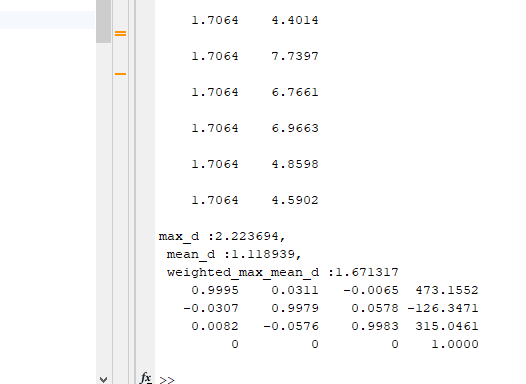 1.7064 4.4014
1.7064 7.7397
1.7064 6.7661
1.7064 6.9663
1.7064 4.8598
1.7064 4.5902
max_d :2.223694,
mean_d :1.118939,
weighted_max_mean_d :1.671317
0.9995 0.0311 -0.0065 473.1552
-0.0307 0.9979 0.0578 -126.3471
0.0082 -0.0576 0.9983 315.0461
0 0 0 1.0000
fx >>